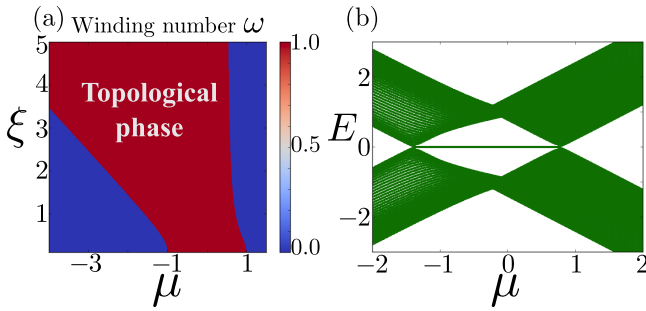 (a) Winding number ω
5
4
3
2
1
ξ
Topological
phase
−3
−1
1
μ
1.0
0.5
0.0
(b)
2
0
−2
E
−2
−1
0
1
2
μ